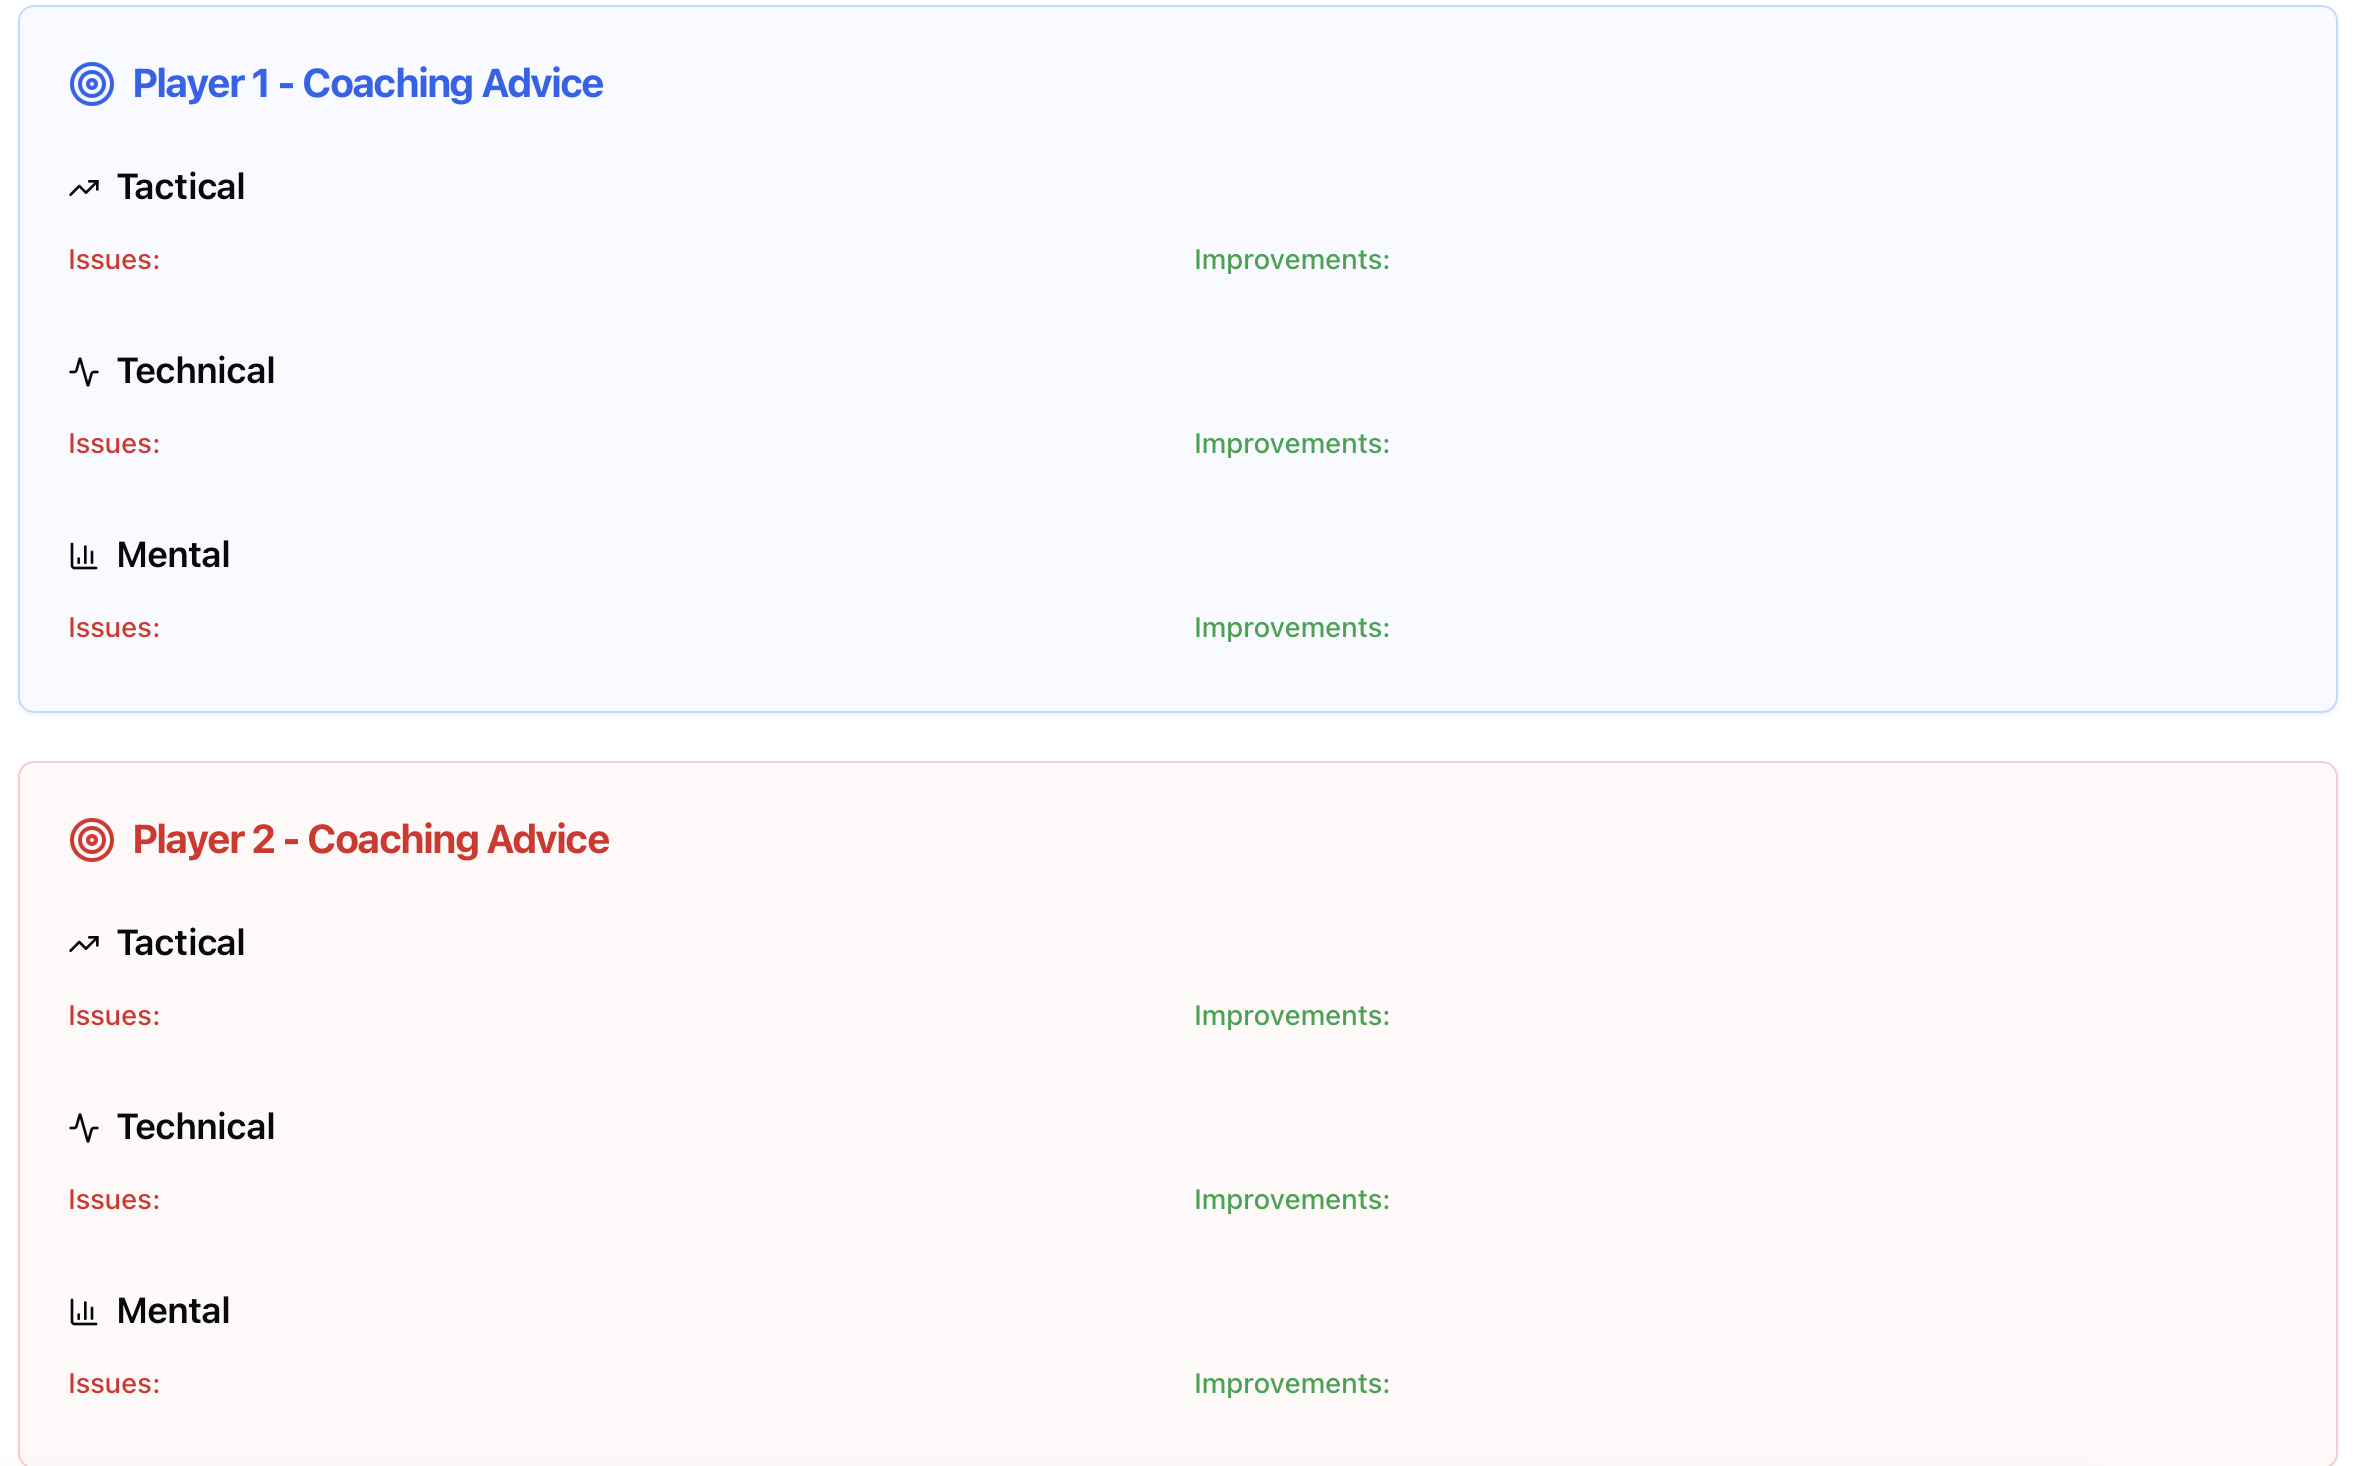 Player 1 - Coaching Advice
Tactical
Issues:
Improvements:
Technical
Issues:
Improvements:
Mental
Issues:
Improvements:
Player 2 - Coaching Advice
Tactical
Issues:
Improvements:
Technical
Issues:
Improvements:
Mental
Issues:
Improvements: